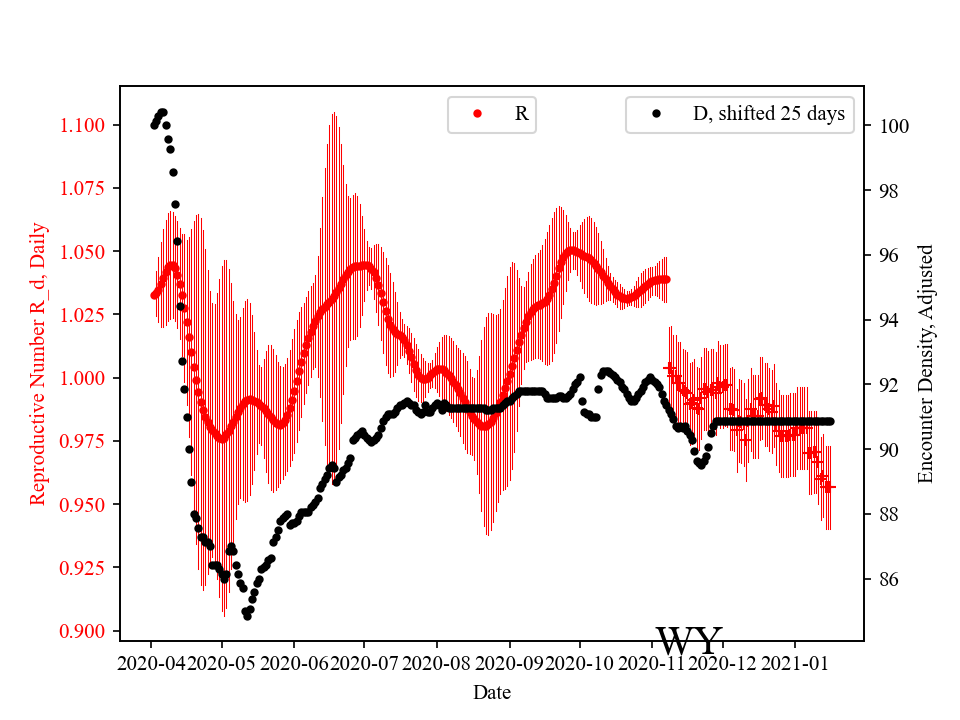 R
D, shifted 25 days
1.100
1.075
1.050
1.025
1.000
0.975
0.950
0.925
0.900
Reproductive Number R_d, Daily
100
98
96
94
92
90
88
86
Encounter Density, Adjusted
WY
2020-04 2020-05 2020-06 2020-07 2020-08 2020-09 2020-10 2020-11 2020-12 2021-01
Date